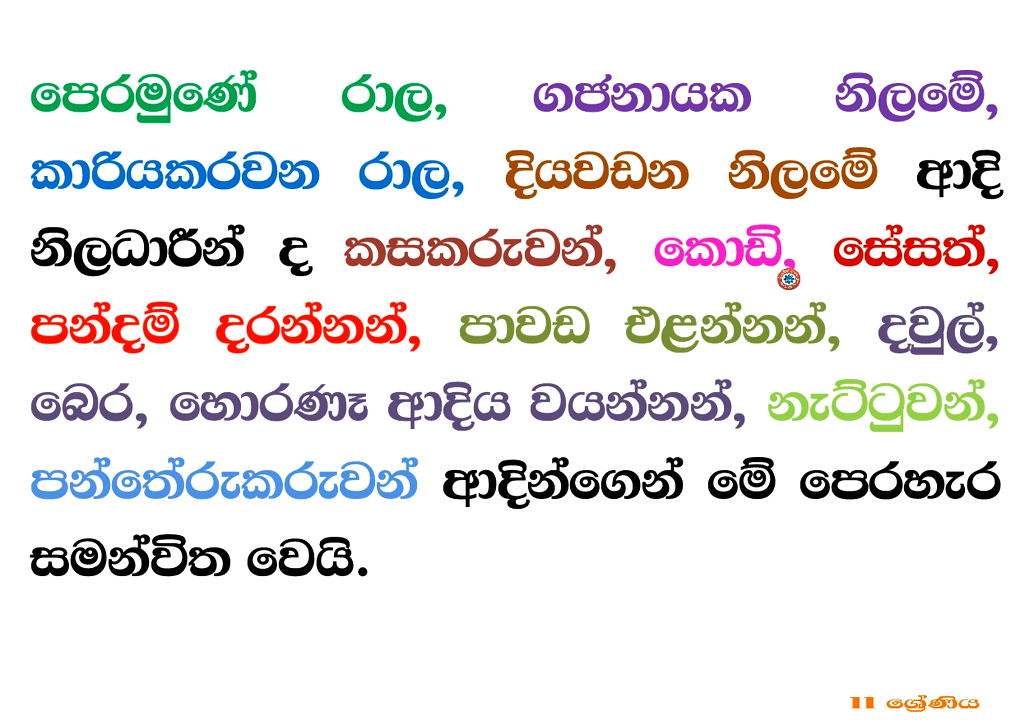 පෙරමුණේ රාල, ගජනායක නිලමේ,
කාරියකරවන රාල, දියවඩන නිලමේ ආදි
නිලධාරීන් ද කසකරුවන්, කොඩි, සේසත්,
පන්දම් දරන්නන්, පාවඩ එළන්නන්, දවුල්,
බෙර, හොරණෑ ආදිය වයන්නන්, නැට්ටුවන්,
පන්තේරුකරුවන් ආදින්ගෙන් මේ පෙරහැර
සමන්විත වෙයි.
11 ශ්‍රේණිය